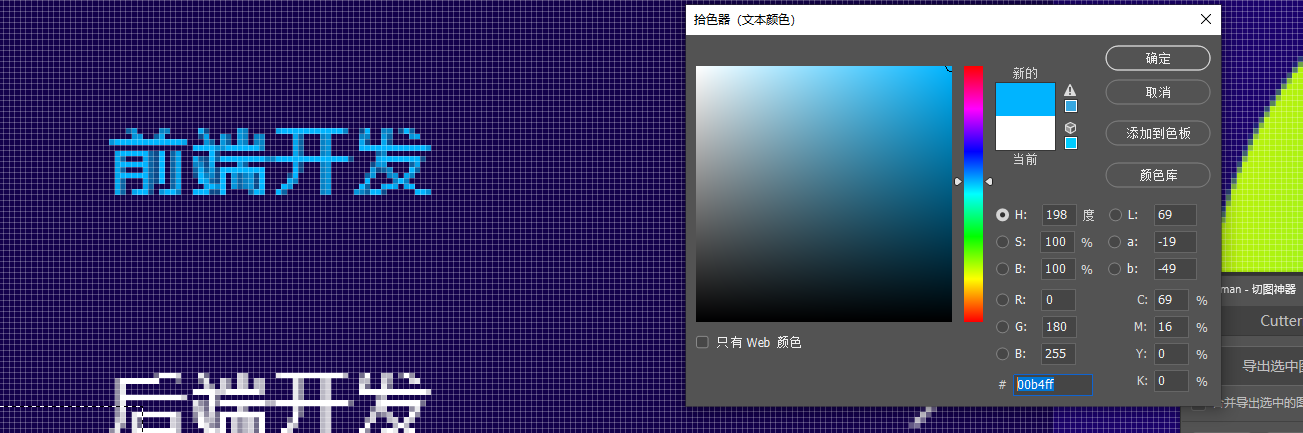 拾色器（文本颜色）
前端开发
后端开发
新的
当前
确定
取消
添加到色板
颜色库
H: 198 度
S: 100 %
B: 100 %
R: 0
G: 180
B: 255
# 00b4ff
L: 69
a: -19
b: -49
C: 69 %
M: 16 %
Y: 0 %
K: 0 %
只有 Web 颜色
man - 切图神器
Cutter
导出选中图
并导出选中的图